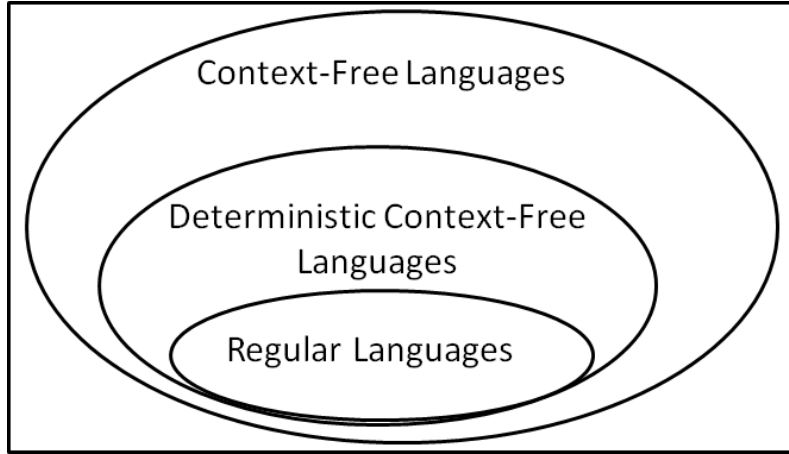 Context-Free Languages
Deterministic Context-Free
Languages
Regular Languages